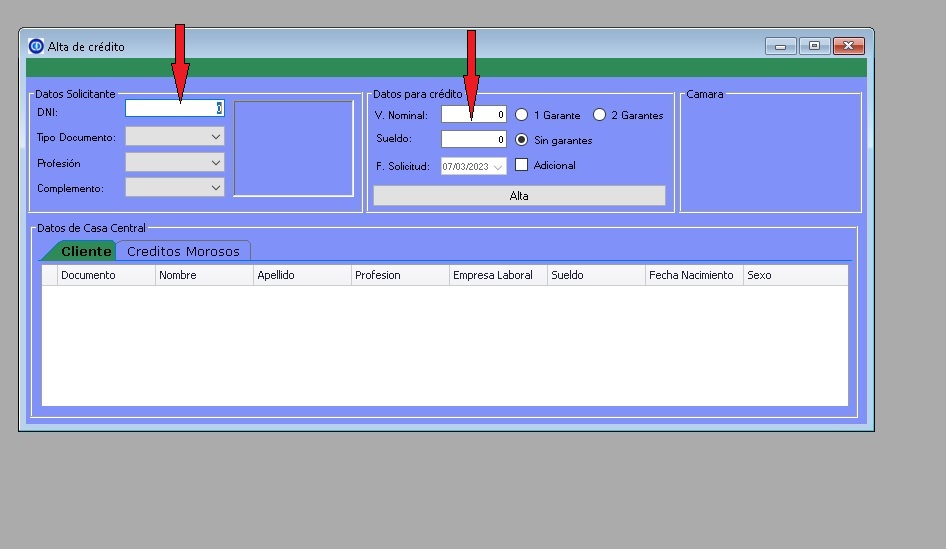 Alta de crédito
Datos Solicitante
DNI: 0
Tipo Documento:
Profesión
Complemento:
Datos para crédito
V. Nominal: 0 1 Garante 2 Garantes
Sueldo: 0 Sin garantes
F. Solicitud: 07/03/2023 Adicional
Alta
Camara
Datos de Casa Central
Cliente Creditos Morosos
Documento Nombre Apellido Profesion Empresa Laboral Sueldo Fecha Nacimiento Sexo